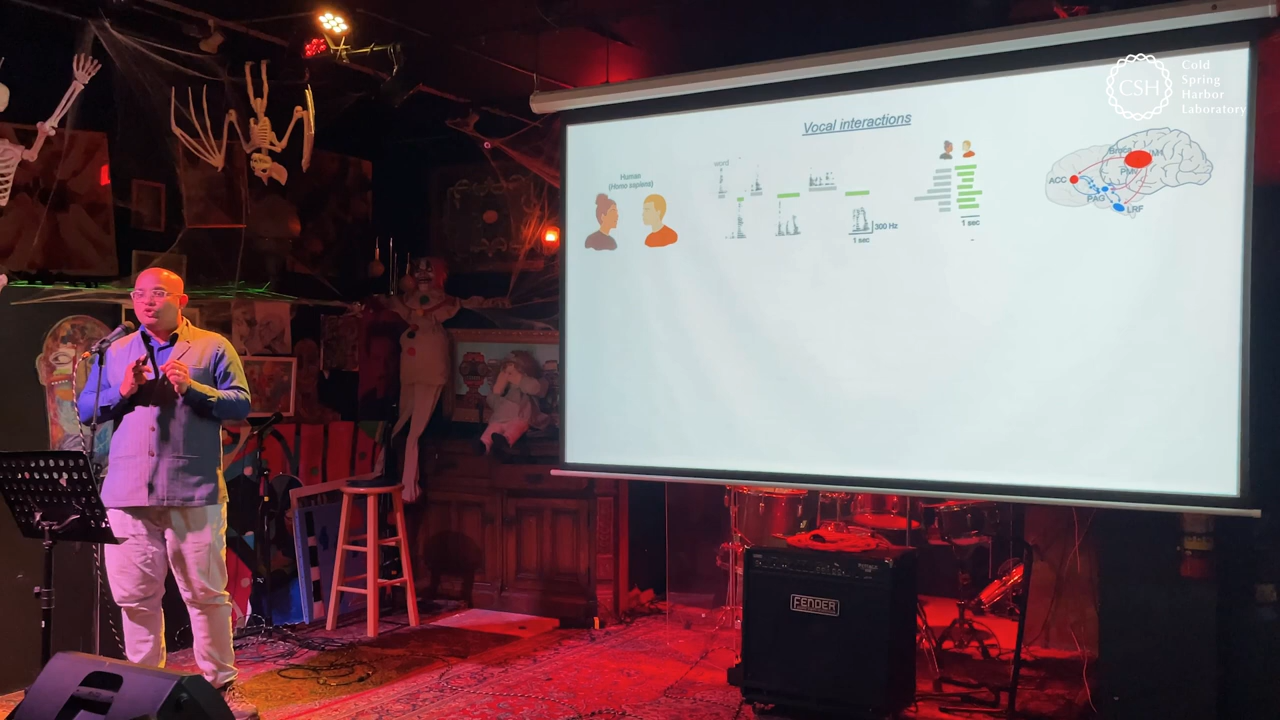 CSH
Cold
Spring
Harbor
Laboratory
Vocal interactions
Human
(Homo sapiens)
word
300 Hz
1 sec
1 sec
Broca
ACC
PAG
LRF
FENDER